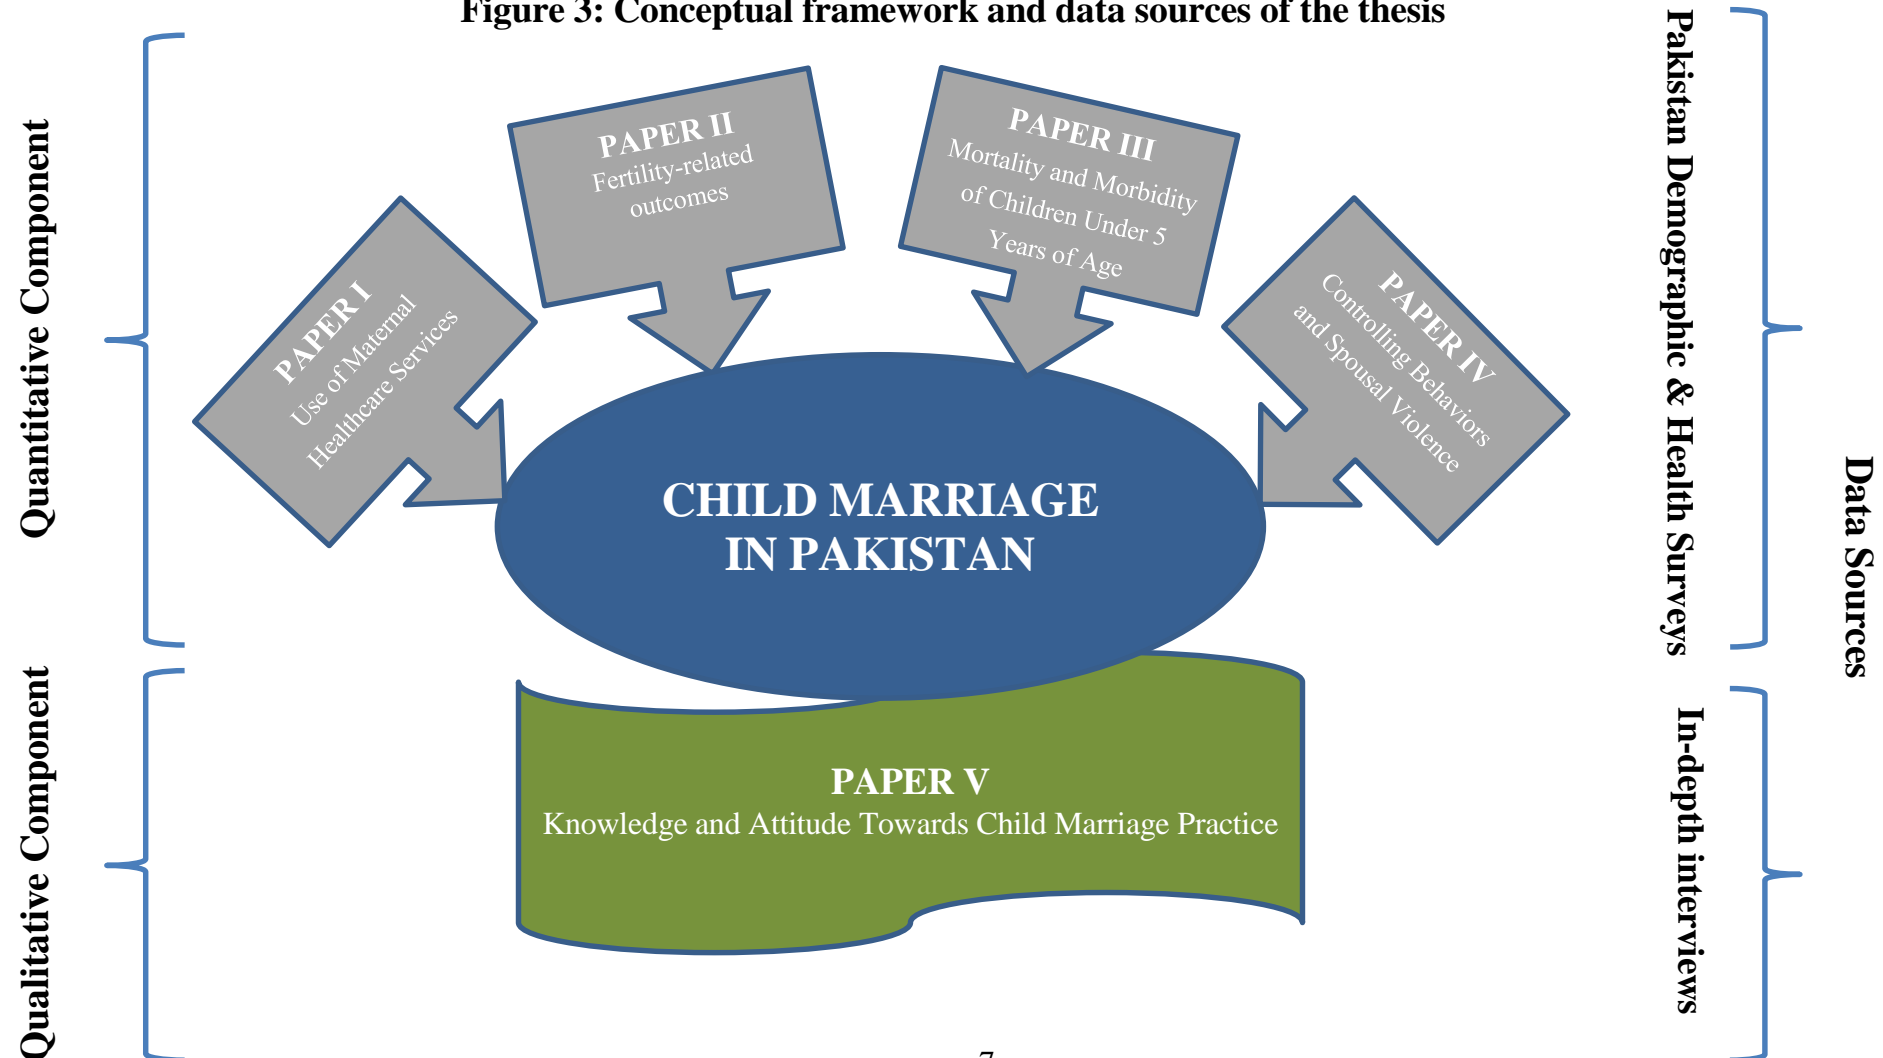 Figure 3: Conceptual framework and data sources of the thesis
Quantitative Component
Qualitative Component
PAPER I
Use of Maternal
Healthcare Services
PAPER II
Fertility-related
outcomes
PAPER III
Mortality and Morbidity
of Children Under 5
Years of Age
PAPER IV
Controlling Behaviors
and Spousal Violence
CHILD MARRIAGE
IN PAKISTAN
PAPER V
Knowledge and Attitude Towards Child Marriage Practice
Pakistan Demographic & Health Surveys
In-depth interviews
Data Sources
7